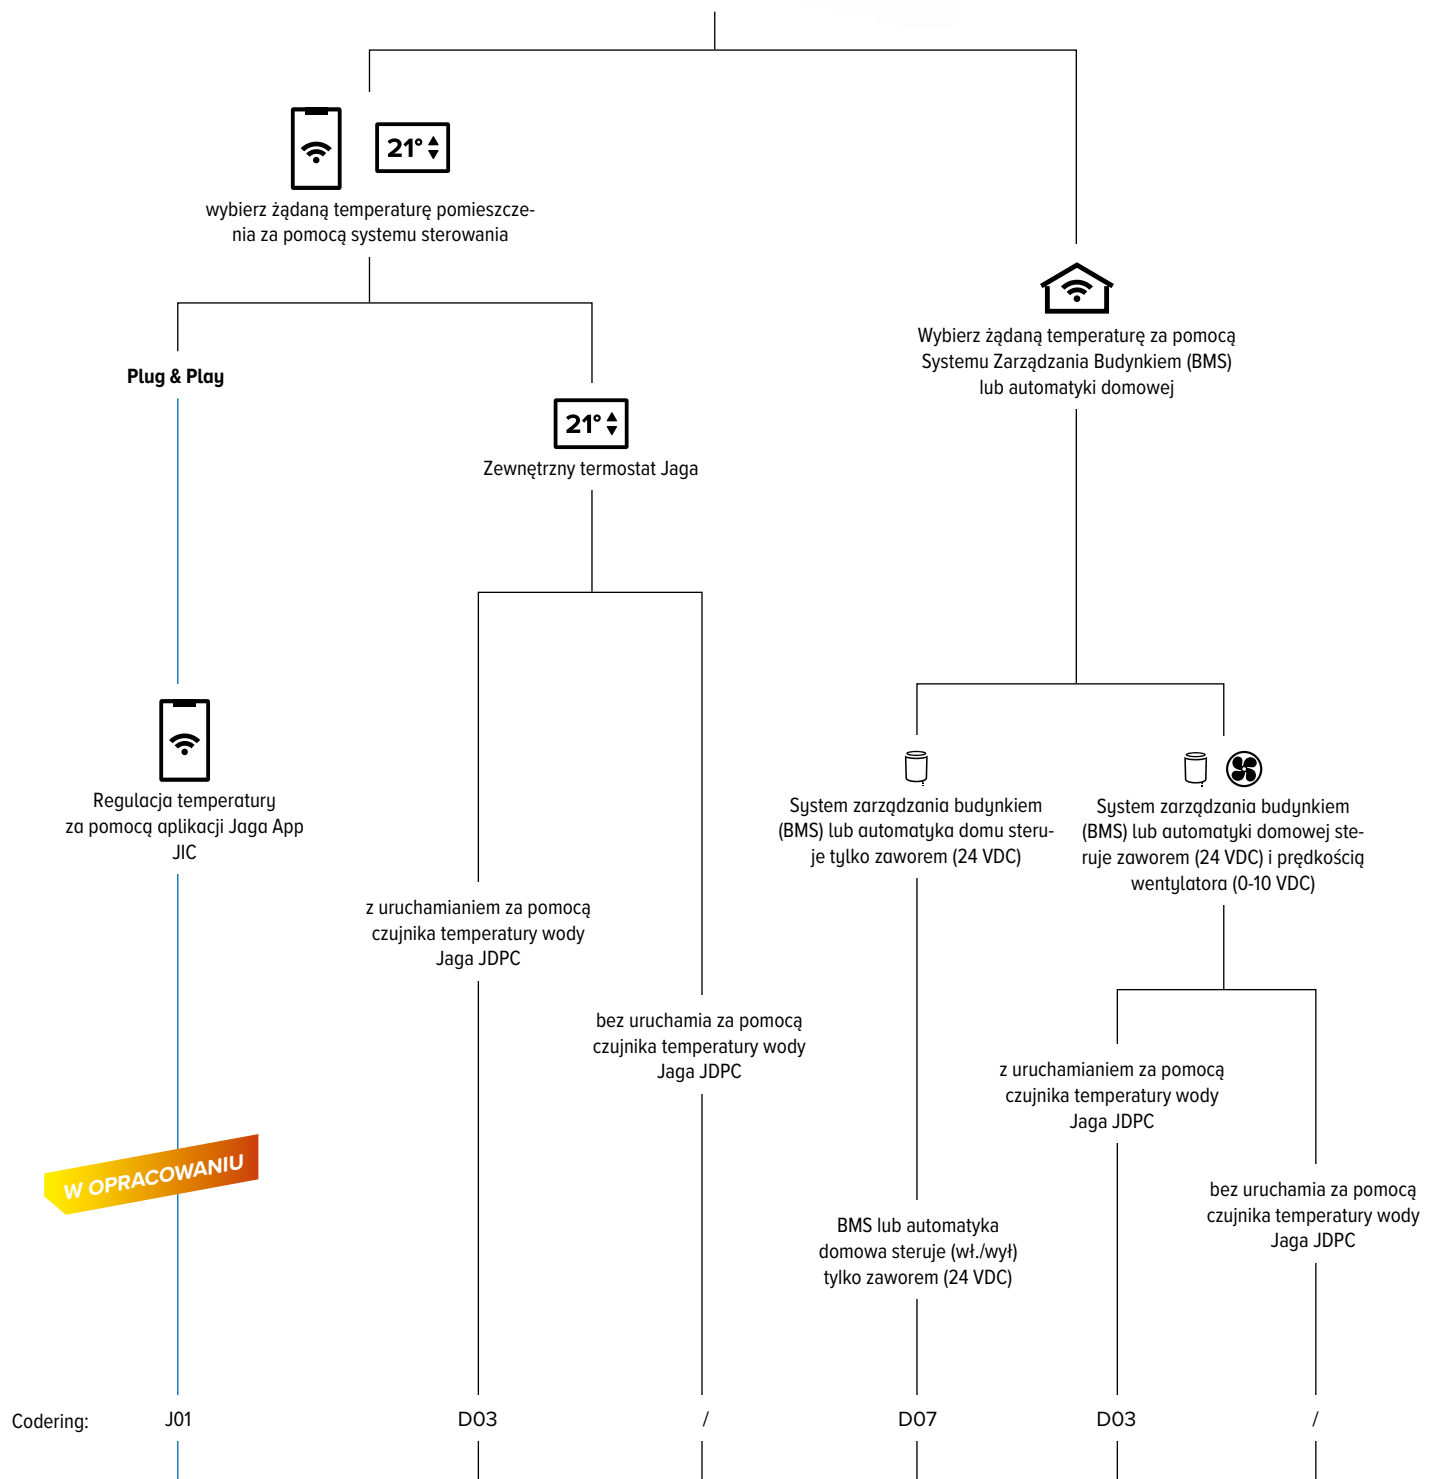 21°
wybierz żądaną temperaturę pomieszcze-
nia za pomocą systemu sterowania
Wybierz żądaną temperaturę za pomocą
Systemu Zarządzania Budynkiem (BMS)
lub automatyki domowej
Plug & Play
21°
Zewnętrzny termostat Jaga
Regulacja temperatury
za pomocą aplikacji Jaga App
JIC
System zarządzania budynkiem
(BMS) lub automatyka domu steru-
je tylko zaworem (24 VDC)
System zarządzania budynkiem
(BMS) lub automatyki domowej ste-
ruje zaworem (24 VDC) i prędkością
wentylatora (0-10 VDC)
z uruchamianiem za pomocą
czujnika temperatury wody
Jaga JDPC
bez uruchamia za pomocą
czujnika temperatury wody
Jaga JDPC
z uruchamianiem za pomocą
czujnika temperatury wody
Jaga JDPC
W OPRACOWANIU
bez uruchamia za pomocą
czujnika temperatury wody
Jaga JDPC
BMS lub automatyka
domowa steruje (wł./wył)
tylko zaworem (24 VDC)
Codering: J01 D03 / D07 D03 /